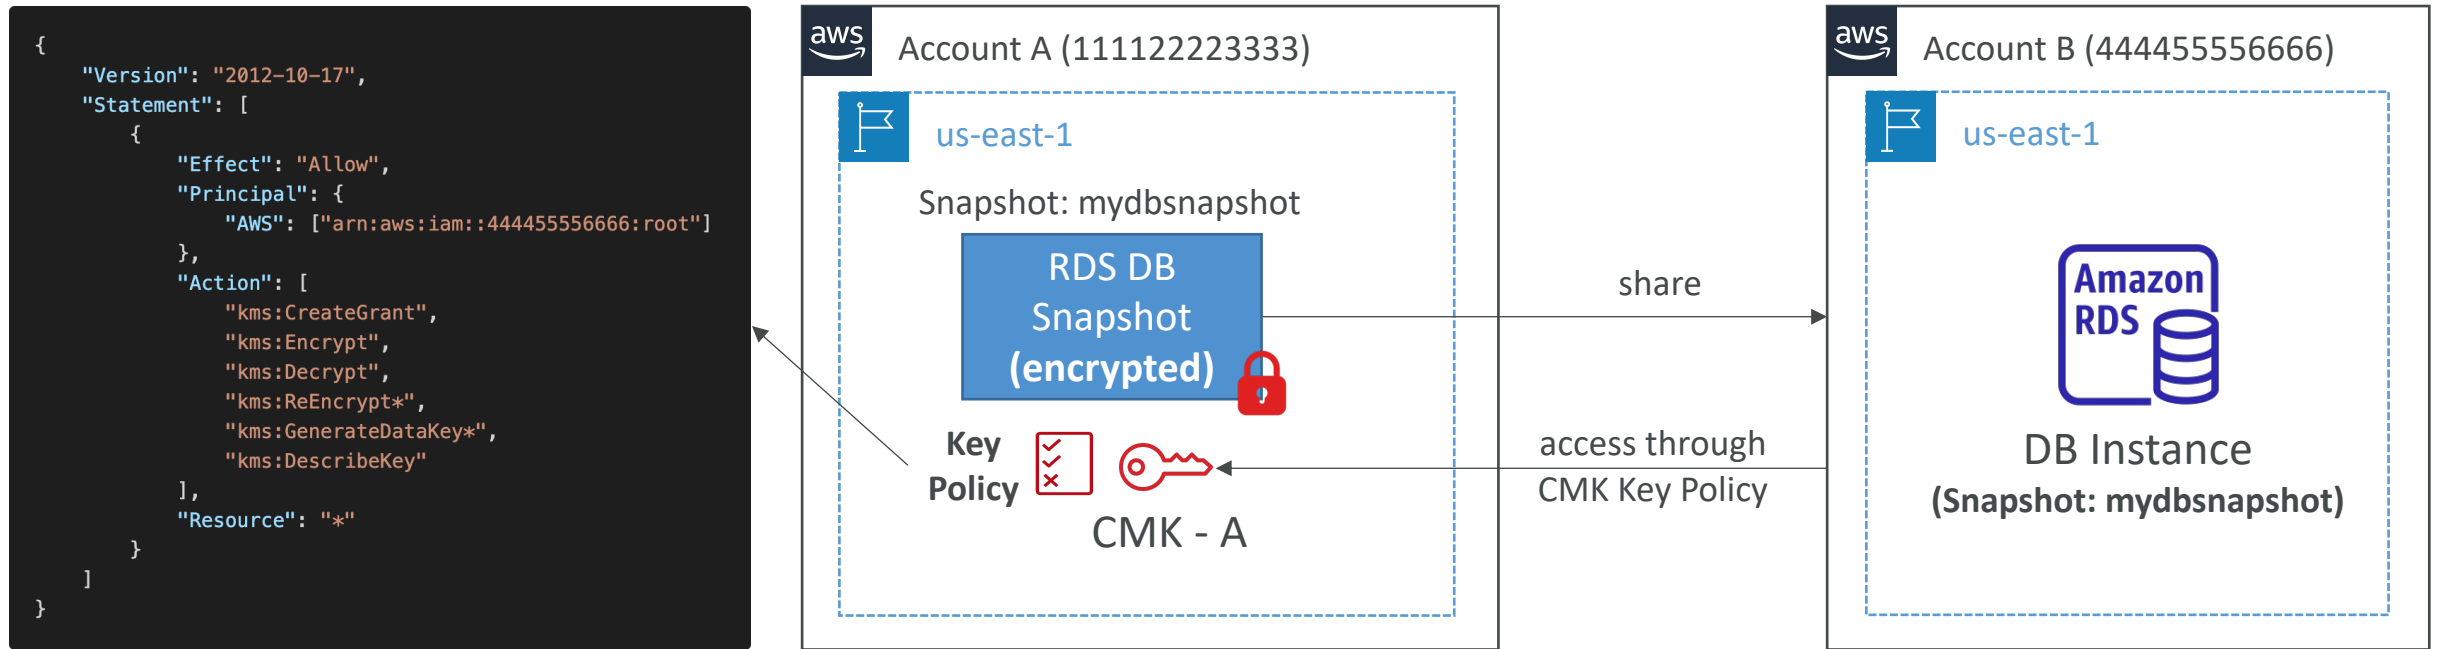 {
"Version": "2012-10-17",
"Statement": [
{
"Effect": "Allow",
"Principal": {
"AWS": ["arn:aws:iam::444455556666:root"]
},
"Action": [
"kms:CreateGrant",
"kms:Encrypt",
"kms:Decrypt",
"kms:ReEncrypt*",
"kms:GenerateDataKey*",
"kms:DescribeKey"
],
"Resource": "*"
}
]
}
aws
Account A (111122223333)
us-east-1
Snapshot: mydbsnapshot
RDS DB
Snapshot
(encrypted)
Key
Policy
CMK - A
share
access through
CMK Key Policy
aws
Account B (444455556666)
us-east-1
Amazon
RDS
DB Instance
(Snapshot: mydbsnapshot)